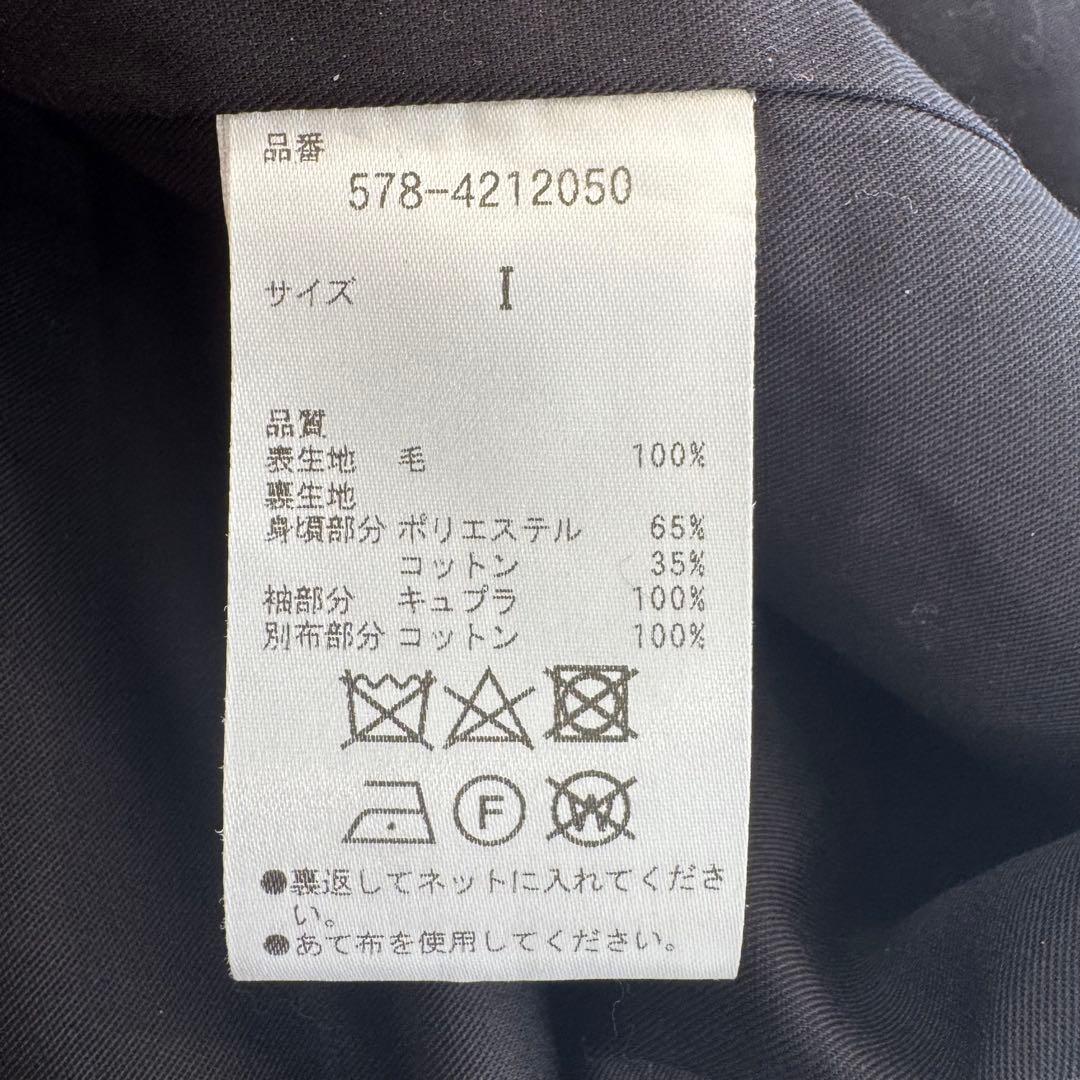 品番
578-4212050
サイズ I
品質
表生地 毛 100%
裏生地
身頃部分 ポリエステル 65%
コットン 35%
袖部分 キュプラ 100%
別布部分 コットン 100%
F
W
●裏返してネットに入れてくださ
い。
●あて布を使用してください。